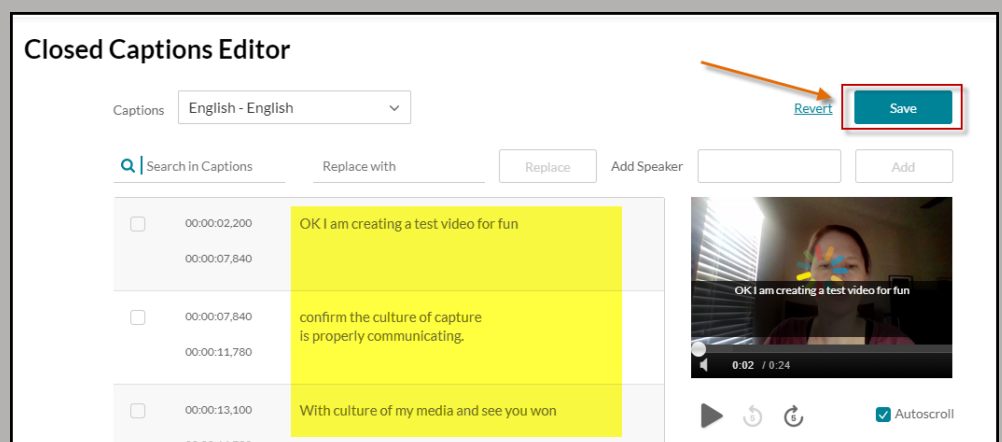 Closed Captions Editor
Captions
English - English
Revert
Save
Search in Captions
Replace with
Replace
Add Speaker
Add
00:00:02,200
OK I am creating a test video for fun
00:00:07,840
00:00:07,840
confirm the culture of capture
is properly communicating.
00:00:11,780
00:00:13,100
With culture of my media and see you won
OK I am creating a test video for fun
0:02 / 0:24
5
5
Autoscroll